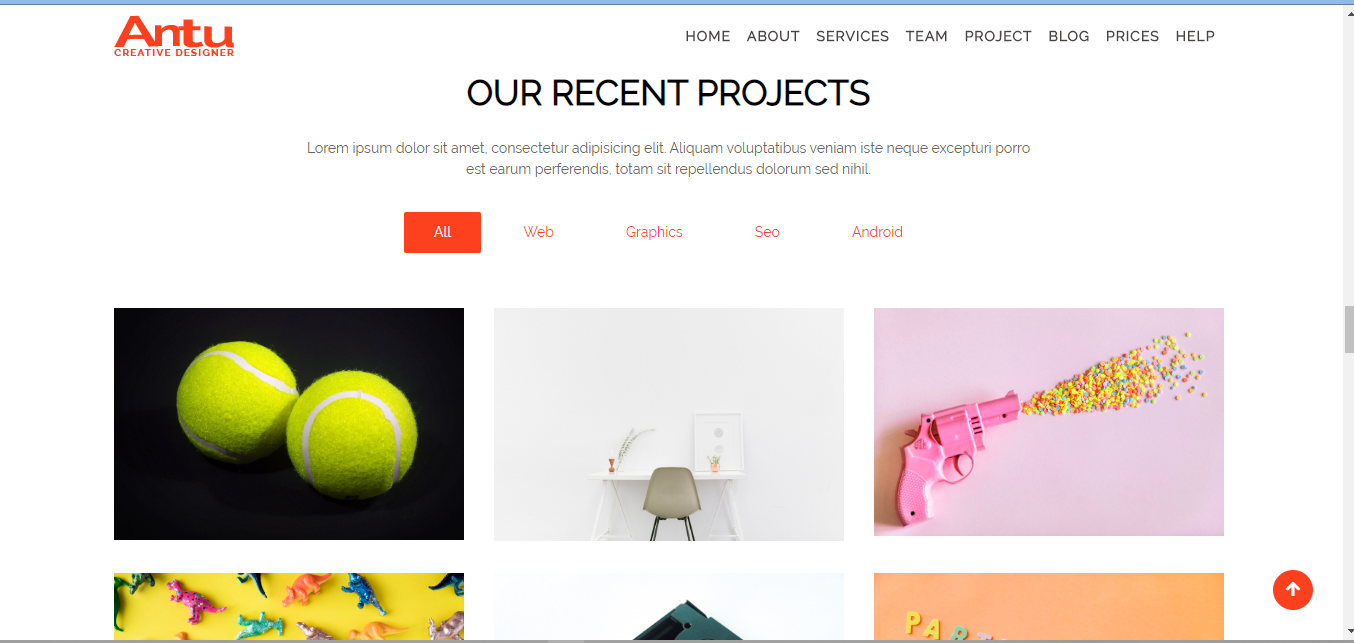 Antu
CREATIVE DESIGNER
HOME ABOUT SERVICES TEAM PROJECT BLOG PRICES HELP
OUR RECENT PROJECTS
Lorem ipsum dolor sit amet, consectetur adipisicing elit. Aliquam voluptatibus veniam iste neque excepturi porro
est earum perferendis, totam sit repellendus dolorum sed nihil.
All Web Graphics Seo Android
PART